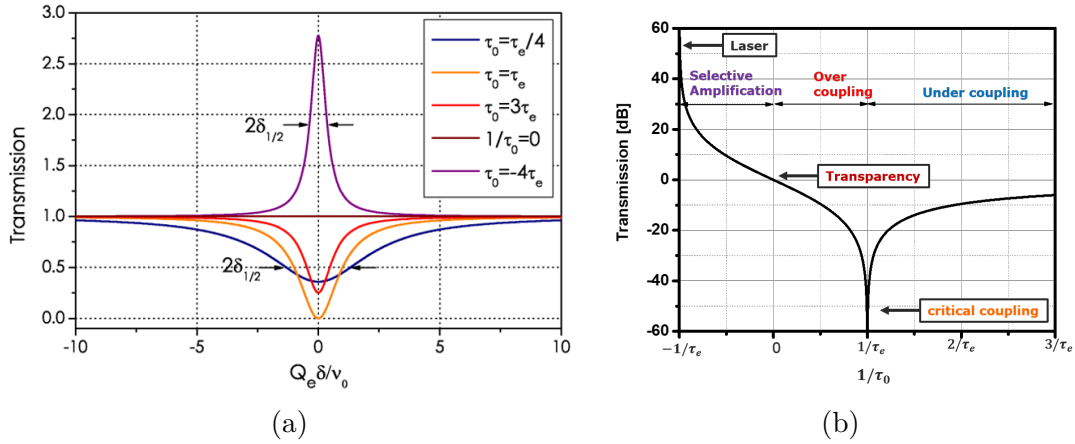 3.0
2.5
2.0
1.5
1.0
0.5
0.0
Transmission
τ₀=τₑ/4
τ₀=τₑ
τ₀=3τₑ
1/τ₀=0
τ₀=-4τₑ
2δ₁/₂
2δ₁/₂
-10
-5
0
5
10
Qₑδ/ν₀
(a)
60
40
20
0
-20
-40
-60
Transmission [dB]
Laser
Selective
Amplification
Over
coupling
Under coupling
Transparency
critical coupling
−1/τₑ
0
1/τₑ
2/τₑ
3/τₑ
1/τ₀
(b)